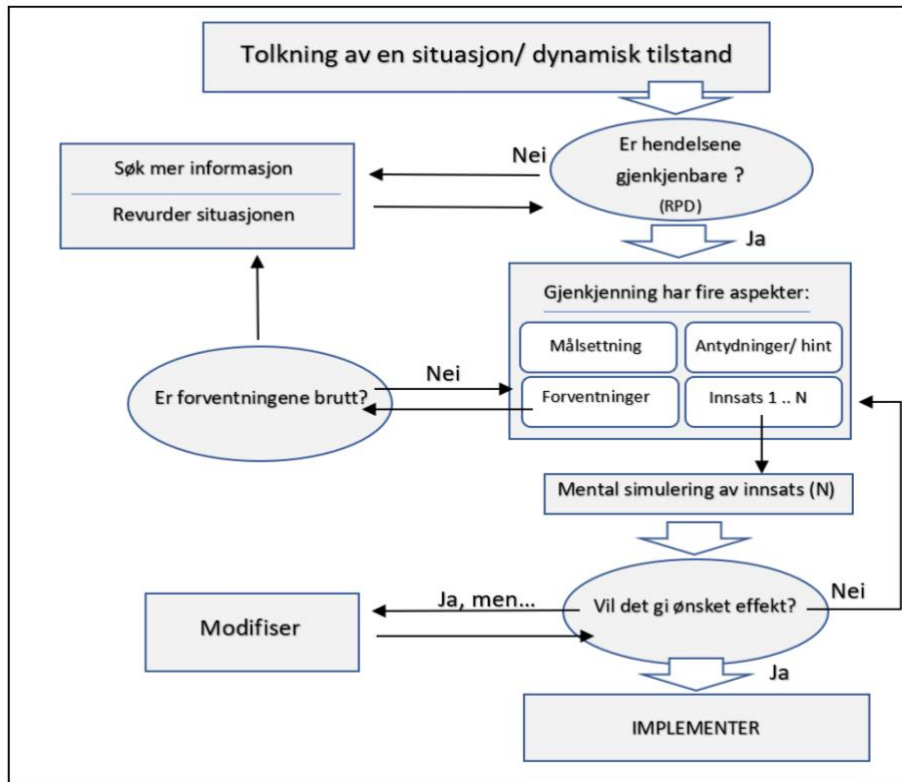 Tolkning av en situasjon/ dynamisk tilstand
Er hendelsene
gjenkjenbare ?
(RPD)
Nei
Søk mer informasjon
Revurder situasjonen
Ja
Gjenkjenning har fire aspekter:
Målsettning
Antydninger/ hint
Forventninger
Innsats 1 .. N
Nei
Er forventningene brutt?
Mental simulering av innsats (N)
Vil det gi ønsket effekt?
Nei
Ja, men...
Modifiser
Ja
IMPLEMENTER